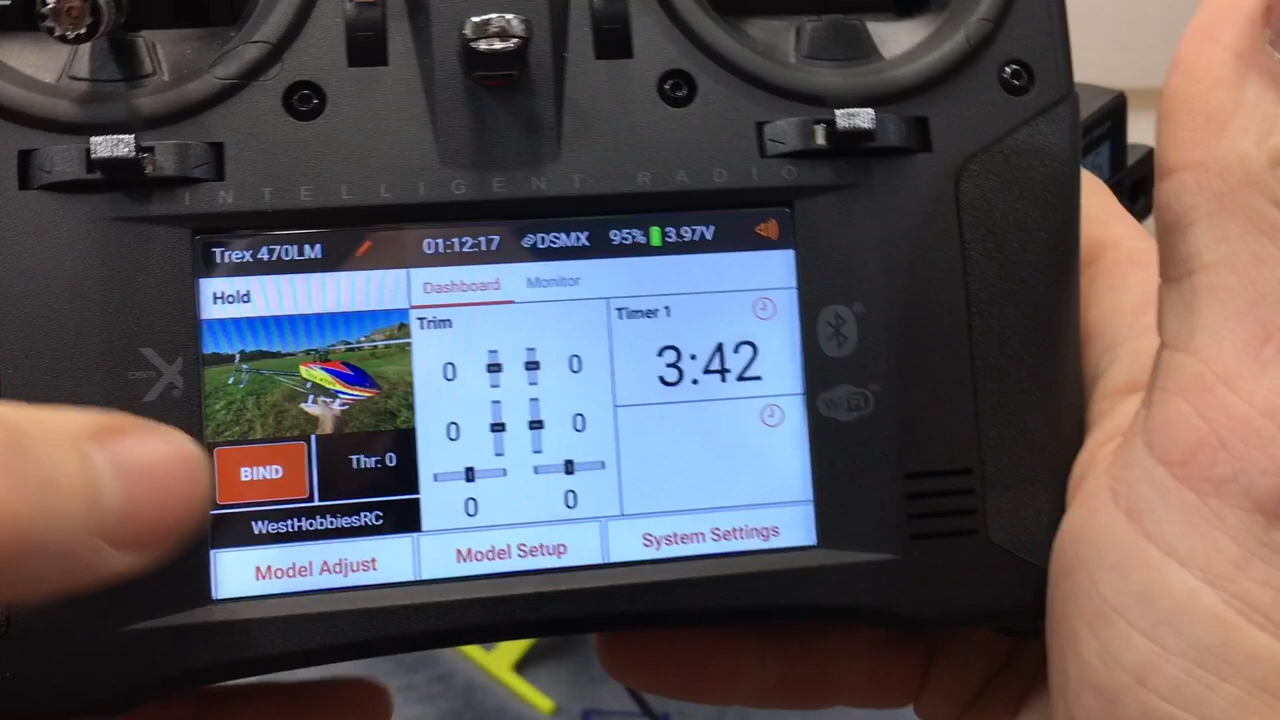 INTELLIGENT RADIO
Trex 470LM
01:12:17 DSMX 95% 3.97V
Hold
Dashboard Monitor
Trim
Timer 1
0 0
3:42
0 0
0 0
BIND
Thr: 0
WestHobbiesRC
Model Adjust
Model Setup
System Settings
WiFi